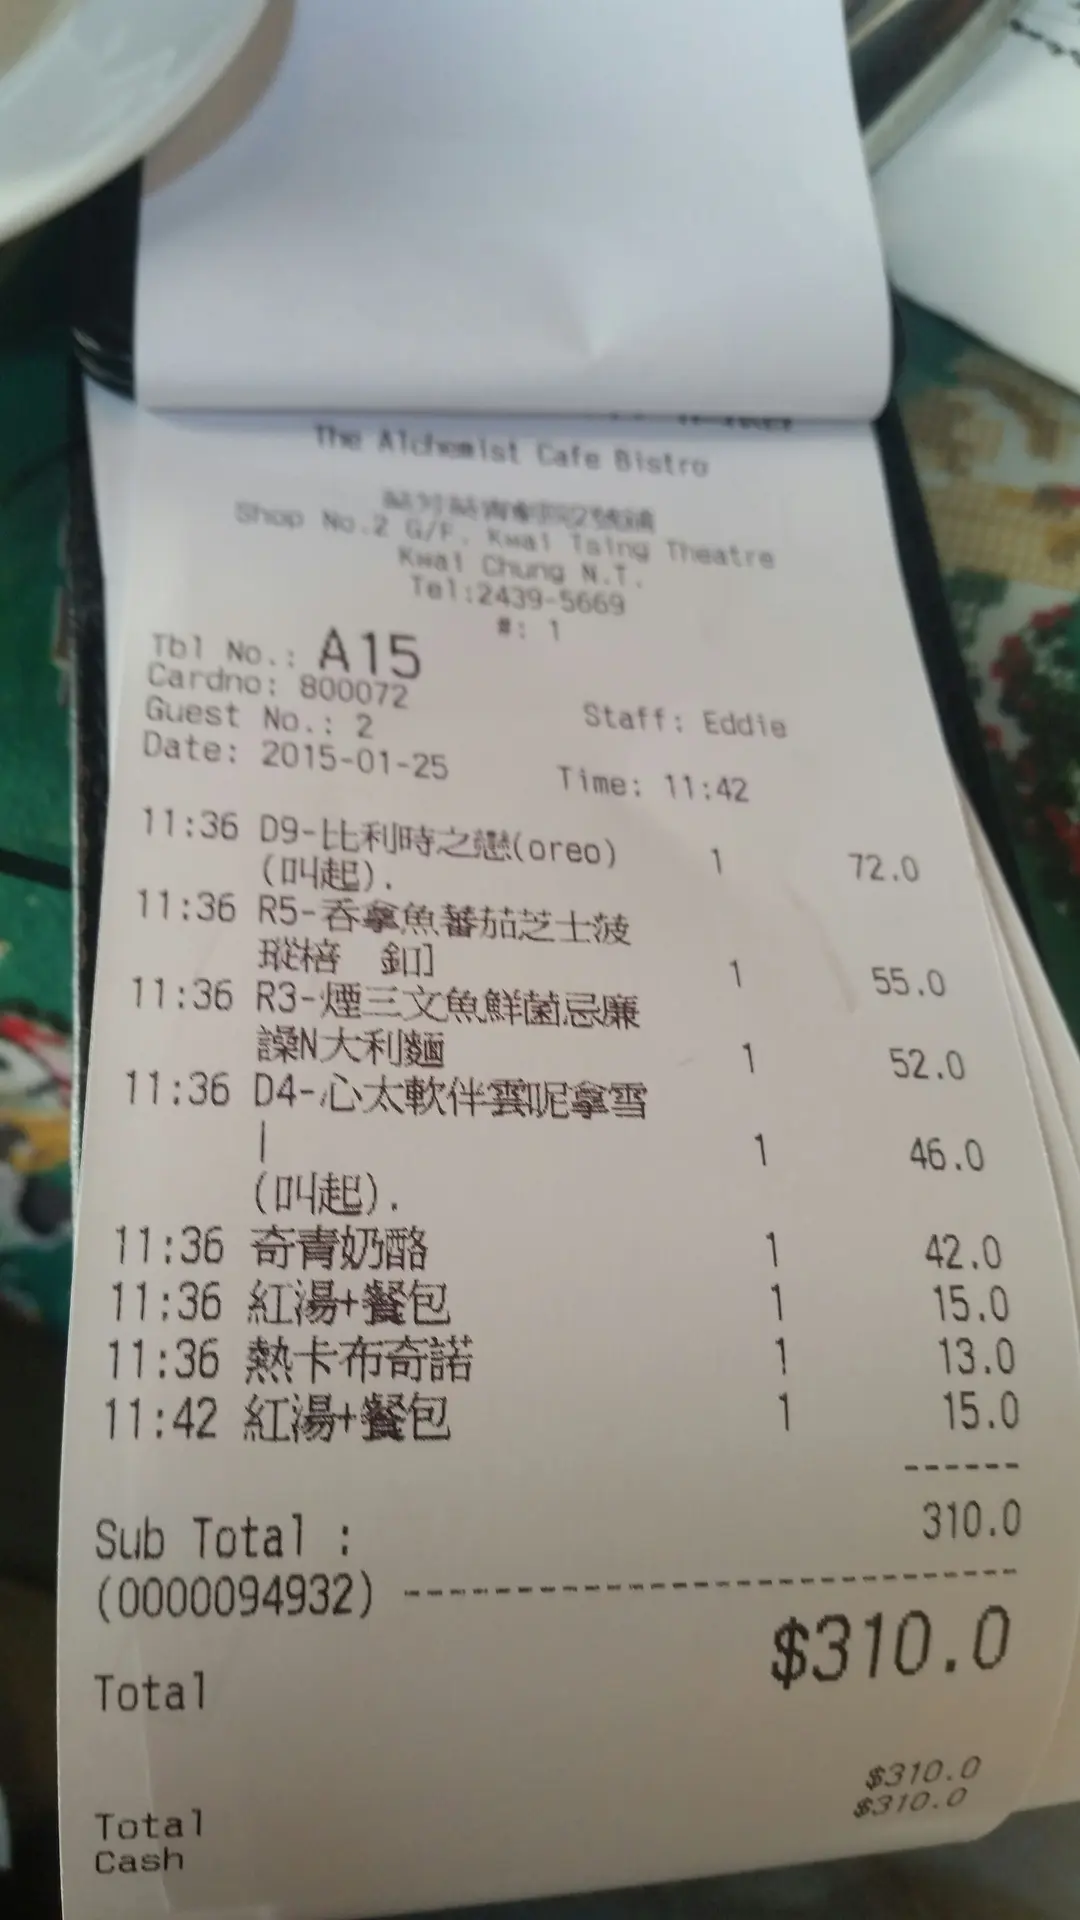 The Alchemist Cafe Bistro
Shop No.2 G/F. Kwai Tsing Theatre
Kwai Chung N.T.
Tel:2439-5669
#: 1
Tbl No.: A15
Cardno: 800072
Guest No.: 2 Staff: Eddie
Date: 2015-01-25 Time: 11:42
11:36 D9-比利時之戀(oreo) 1 72.0
(叫起).
11:36 R5-吞拿魚蕃茄芝士菠
1 55.0
11:36 R3-煙三文魚鮮菌忌廉
N大利麵 1 52.0
11:36 D4-心太軟伴雲呢拿雪
| 1 46.0
(叫起).
11:36 奇青奶酪 1 42.0
11:36 紅湯+餐包 1 15.0
11:36 熱卡布奇諾 1 13.0
11:42 紅湯+餐包 1 15.0
------
Sub Total : 310.0
(0000094932) --------------------------------
Total $310.0
Total $310.0
Cash $310.0